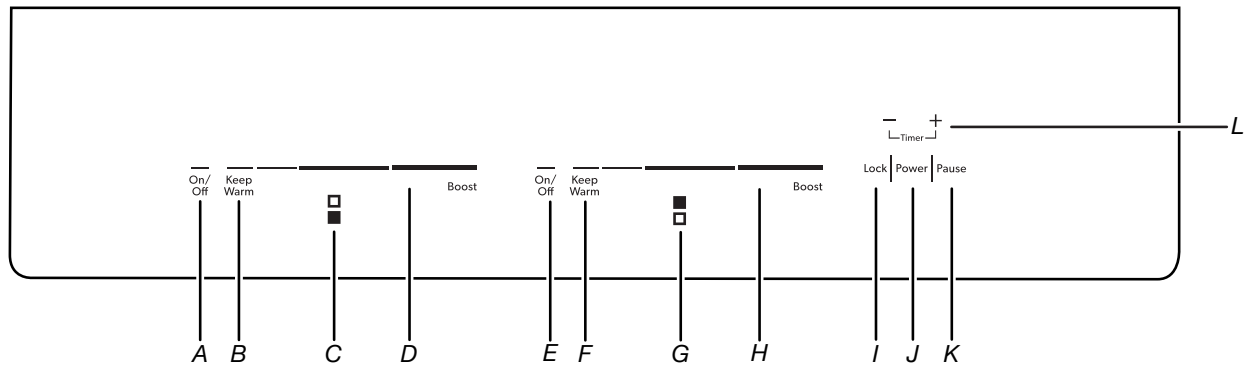 − +
Timer
L
On/
Off
Keep
Warm
Boost
On/
Off
Keep
Warm
Boost
Lock Power Pause
A B C D E F G H I J K